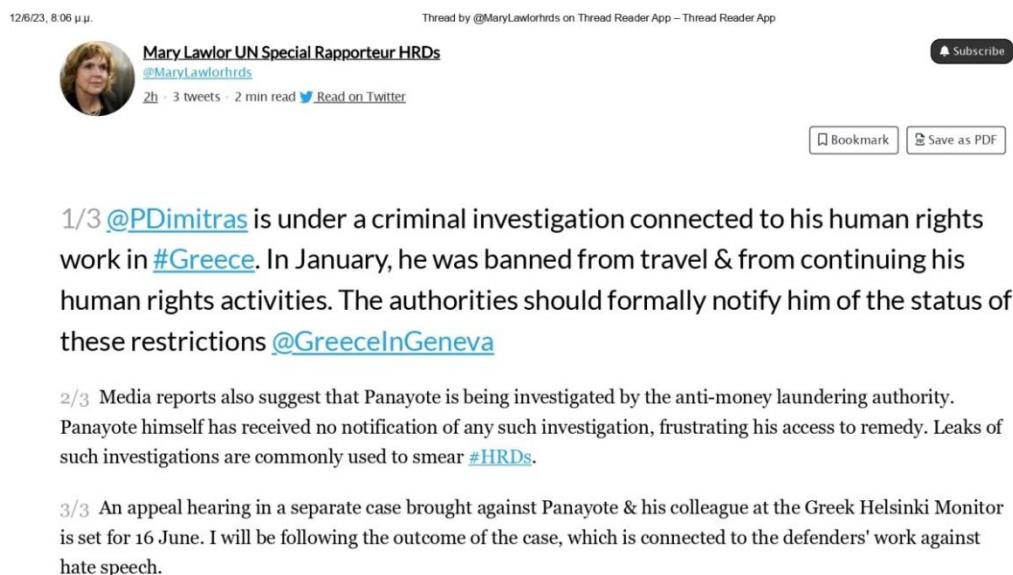 12/6/23, 8:06 μ.μ.
Thread by @MaryLawlorhrds on Thread Reader App – Thread Reader App
Mary Lawlor UN Special Rapporteur HRDs
@MaryLawlorhrds
2h · 3 tweets · 2 min read Read on Twitter
Subscribe
Bookmark
Save as PDF
1/3 @PDimitras is under a criminal investigation connected to his human rights
work in #Greece. In January, he was banned from travel & from continuing his
human rights activities. The authorities should formally notify him of the status of
these restrictions @GreeceInGeneva
2/3 Media reports also suggest that Panayote is being investigated by the anti-money laundering authority.
Panayote himself has received no notification of any such investigation, frustrating his access to remedy. Leaks of
such investigations are commonly used to smear #HRDs.
3/3 An appeal hearing in a separate case brought against Panayote & his colleague at the Greek Helsinki Monitor
is set for 16 June. I will be following the outcome of the case, which is connected to the defenders' work against
hate speech.